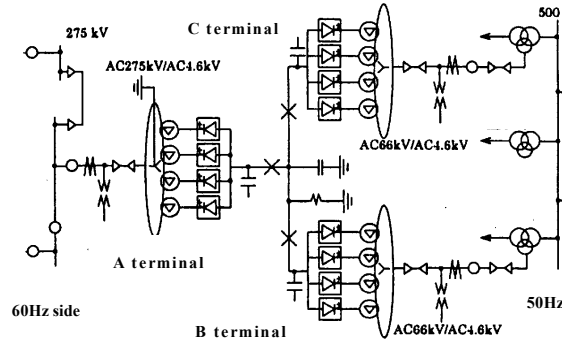 C terminal
275 kV
500
AC275kV/AC4.6kV
AC66kV/AC4.6kV
A terminal
60Hz side
B terminal
50Hz
AC66kV/AC4.6kV